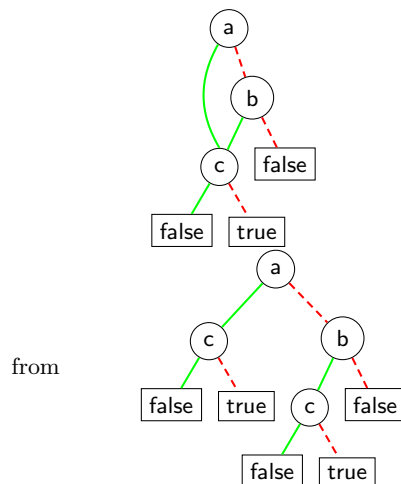 a
b
c false
false true
a
c b
from
false true c false
false true